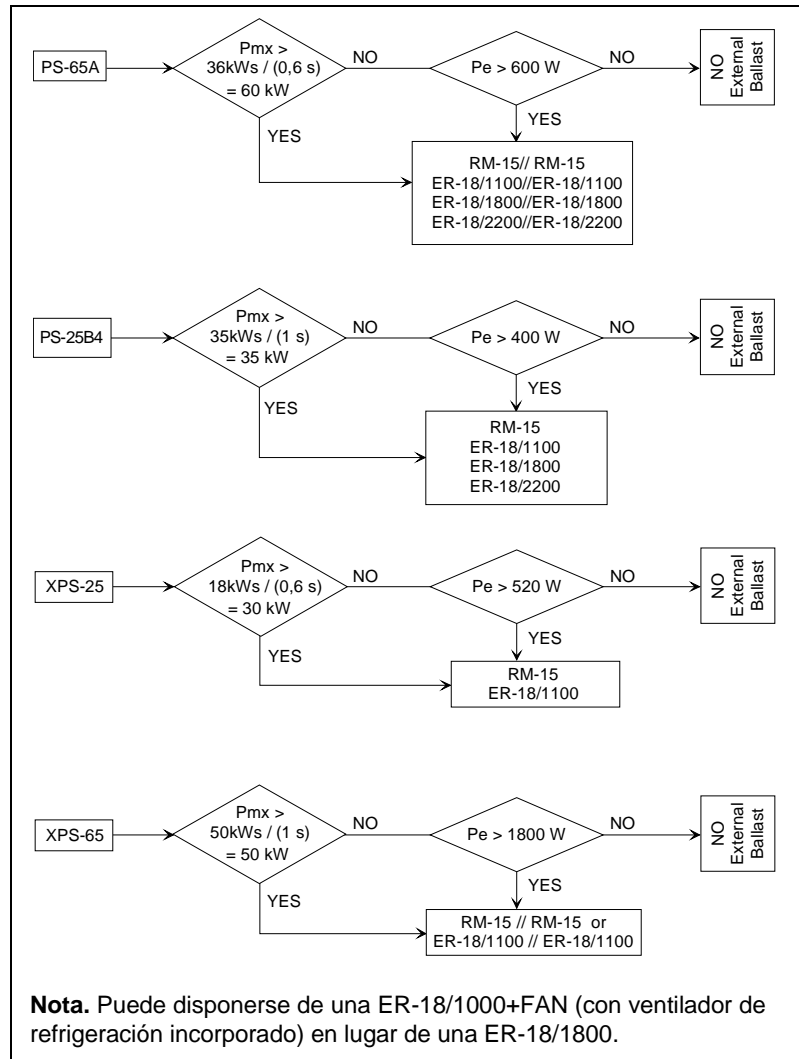 PS-65A
Pmx >
36kWs / (0,6 s)
= 60 kW
NO
Pe > 600 W
NO
NO
External
Ballast
YES
YES
RM-15// RM-15
ER-18/1100//ER-18/1100
ER-18/1800//ER-18/1800
ER-18/2200//ER-18/2200
PS-25B4
Pmx >
35kWs / (1 s)
= 35 kW
NO
Pe > 400 W
NO
NO
External
Ballast
YES
YES
RM-15
ER-18/1100
ER-18/1800
ER-18/2200
XPS-25
Pmx >
18kWs / (0,6 s)
= 30 kW
NO
Pe > 520 W
NO
NO
External
Ballast
YES
YES
RM-15
ER-18/1100
XPS-65
Pmx >
50kWs / (1 s)
= 50 kW
NO
Pe > 1800 W
NO
NO
External
Ballast
YES
YES
RM-15 // RM-15 or
ER-18/1100 // ER-18/1100
Nota. Puede disponerse de una ER-18/1000+FAN (con ventilador de
refrigeración incorporado) en lugar de una ER-18/1800.